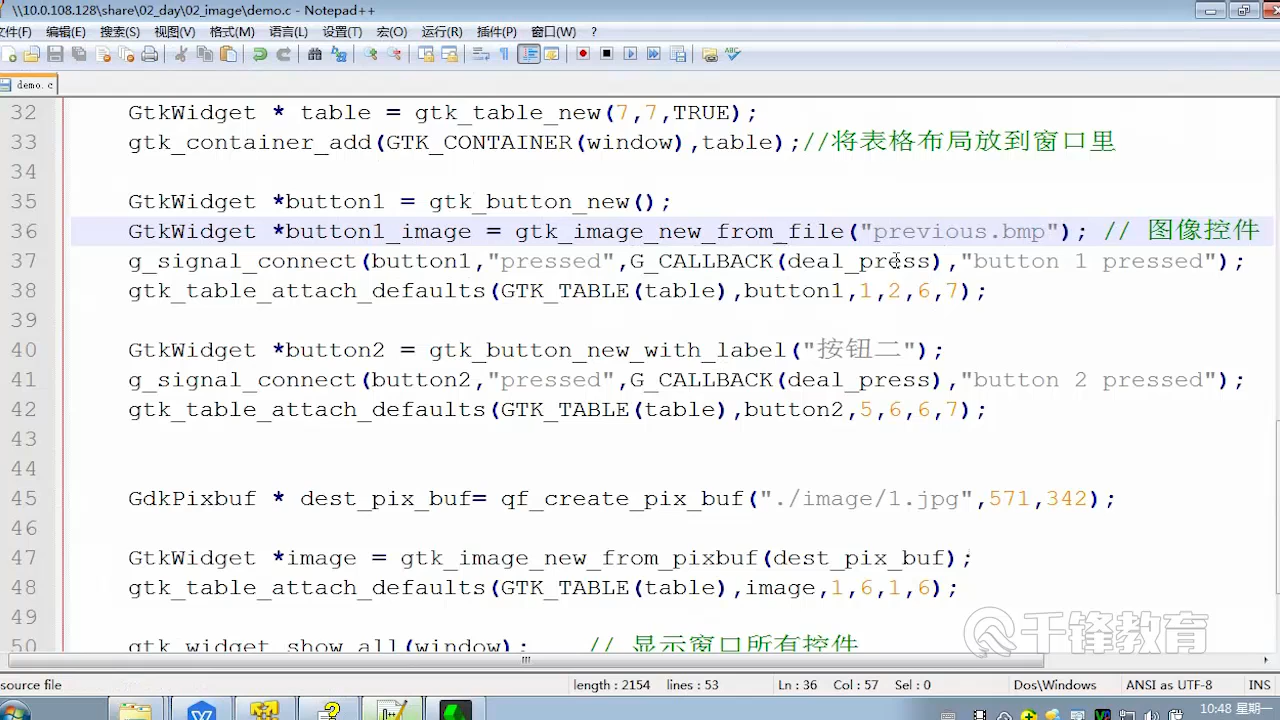 \\10.0.108.128\share\02_day\02_image\demo.c - Notepad++
文件(F) 编辑(E) 搜索(S) 视图(V) 格式(M) 语言(L) 设置(T) 宏(O) 运行(R) 插件(P) 窗口(W) ?
demo.c
32 GtkWidget * table = gtk_table_new(7,7,TRUE);
33 gtk_container_add(GTK_CONTAINER(window),table);//将表格布局放到窗口里
34
35 GtkWidget *button1 = gtk_button_new();
36 GtkWidget *button1_image = gtk_image_new_from_file("previous.bmp"); // 图像控件
37 g_signal_connect(button1,"pressed",G_CALLBACK(deal_press),"button 1 pressed");
38 gtk_table_attach_defaults(GTK_TABLE(table),button1,1,2,6,7);
39
40 GtkWidget *button2 = gtk_button_new_with_label("按钮二");
41 g_signal_connect(button2,"pressed",G_CALLBACK(deal_press),"button 2 pressed");
42 gtk_table_attach_defaults(GTK_TABLE(table),button2,5,6,6,7);
43
44
45 GdkPixbuf * dest_pix_buf= qf_create_pix_buf("./image/1.jpg",571,342);
46
47 GtkWidget *image = gtk_image_new_from_pixbuf(dest_pix_buf);
48 gtk_table_attach_defaults(GTK_TABLE(table),image,1,6,1,6);
49
50 gtk_widget_show_all(window); // 显示窗口所有控件
千锋教育
source file length : 2154 lines : 53 Ln : 36 Col : 57 Sel : 0 Dos\Windows ANSI as UTF-8 INS
10:48 星期一